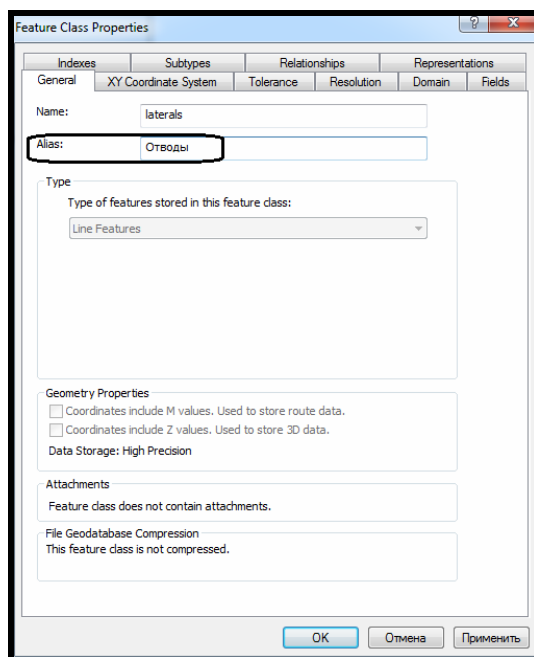 Feature Class Properties
Indexes Subtypes Relationships Representations
General XY Coordinate System Tolerance Resolution Domain Fields
Name: laterals
Alias: Отводы
Type
Type of features stored in this feature class:
Line Features
Geometry Properties
Coordinates include M values. Used to store route data.
Coordinates include Z values. Used to store 3D data.
Data Storage: High Precision
Attachments
Feature class does not contain attachments.
File Geodatabase Compression
This feature class is not compressed.
OK Отмена Применить